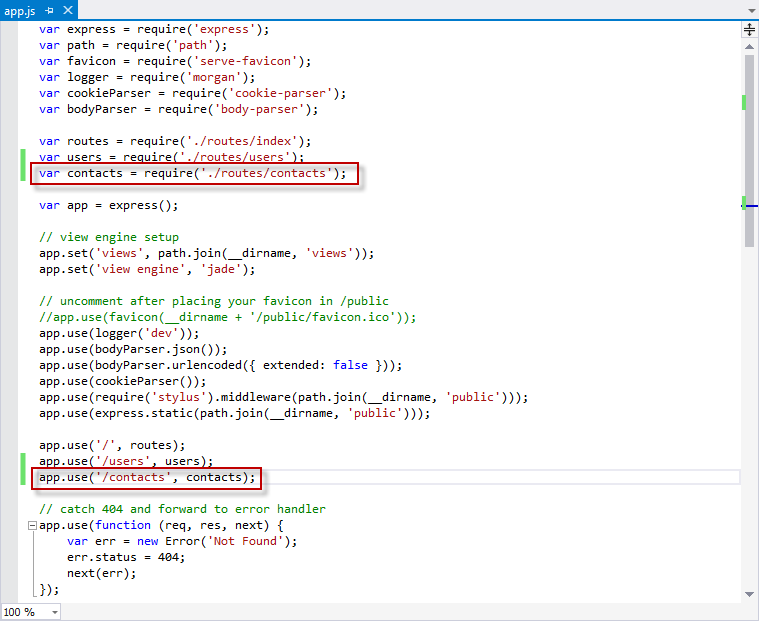 app.js
var express = require('express');
var path = require('path');
var favicon = require('serve-favicon');
var logger = require('morgan');
var cookieParser = require('cookie-parser');
var bodyParser = require('body-parser');
var routes = require('./routes/index');
var users = require('./routes/users');
var contacts = require('./routes/contacts');
var app = express();
// view engine setup
app.set('views', path.join(__dirname, 'views'));
app.set('view engine', 'jade');
// uncomment after placing your favicon in /public
//app.use(favicon(__dirname + '/public/favicon.ico'));
app.use(logger('dev'));
app.use(bodyParser.json());
app.use(bodyParser.urlencoded({ extended: false }));
app.use(cookieParser());
app.use(require('stylus').middleware(path.join(__dirname, 'public')));
app.use(express.static(path.join(__dirname, 'public')));
app.use('/', routes);
app.use('/users', users);
app.use('/contacts', contacts);
// catch 404 and forward to error handler
app.use(function (req, res, next) {
    var err = new Error('Not Found');
    err.status = 404;
    next(err);
});
100 %